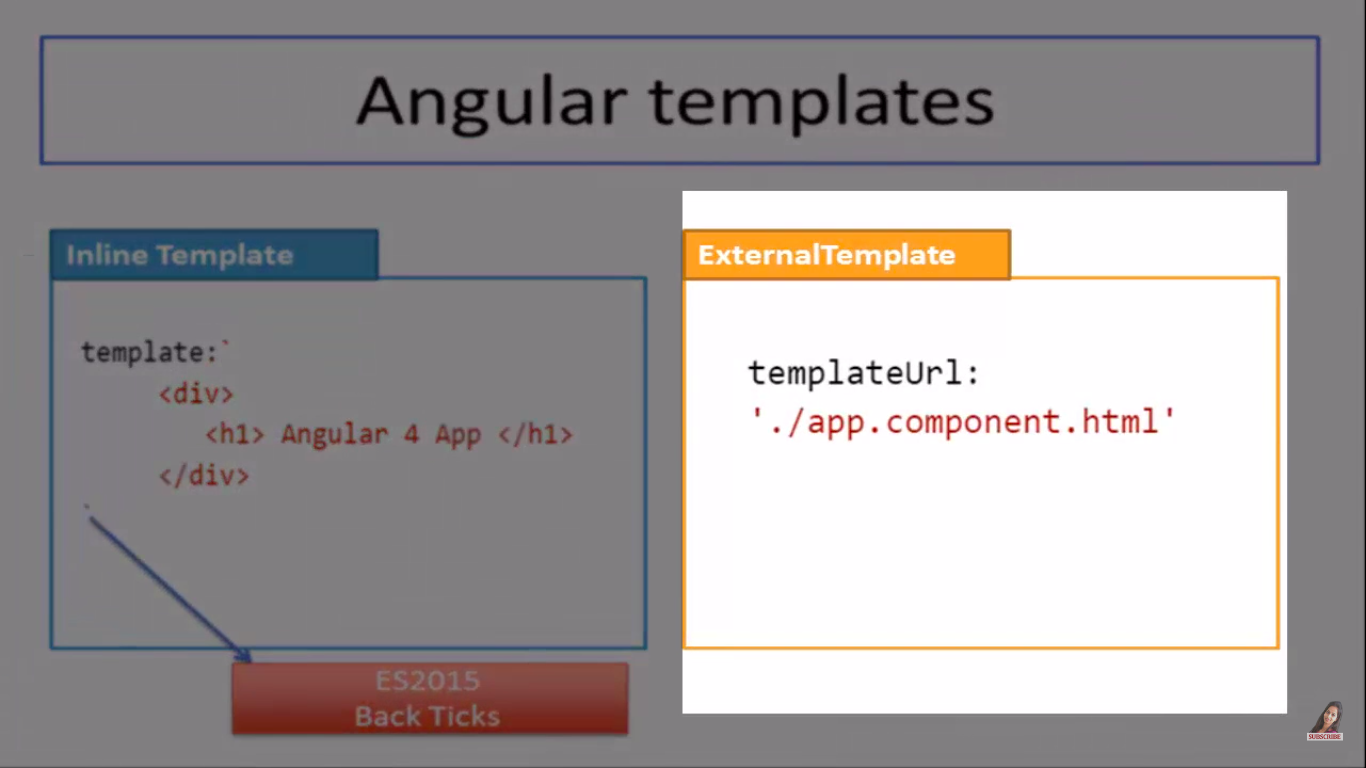 Angular templates
Inline Template
template:`
<div>
<h1> Angular 4 App </h1>
</div>
`
ES2015
Back Ticks
ExternalTemplate
templateUrl:
'./app.component.html'
SUBSCRIBE